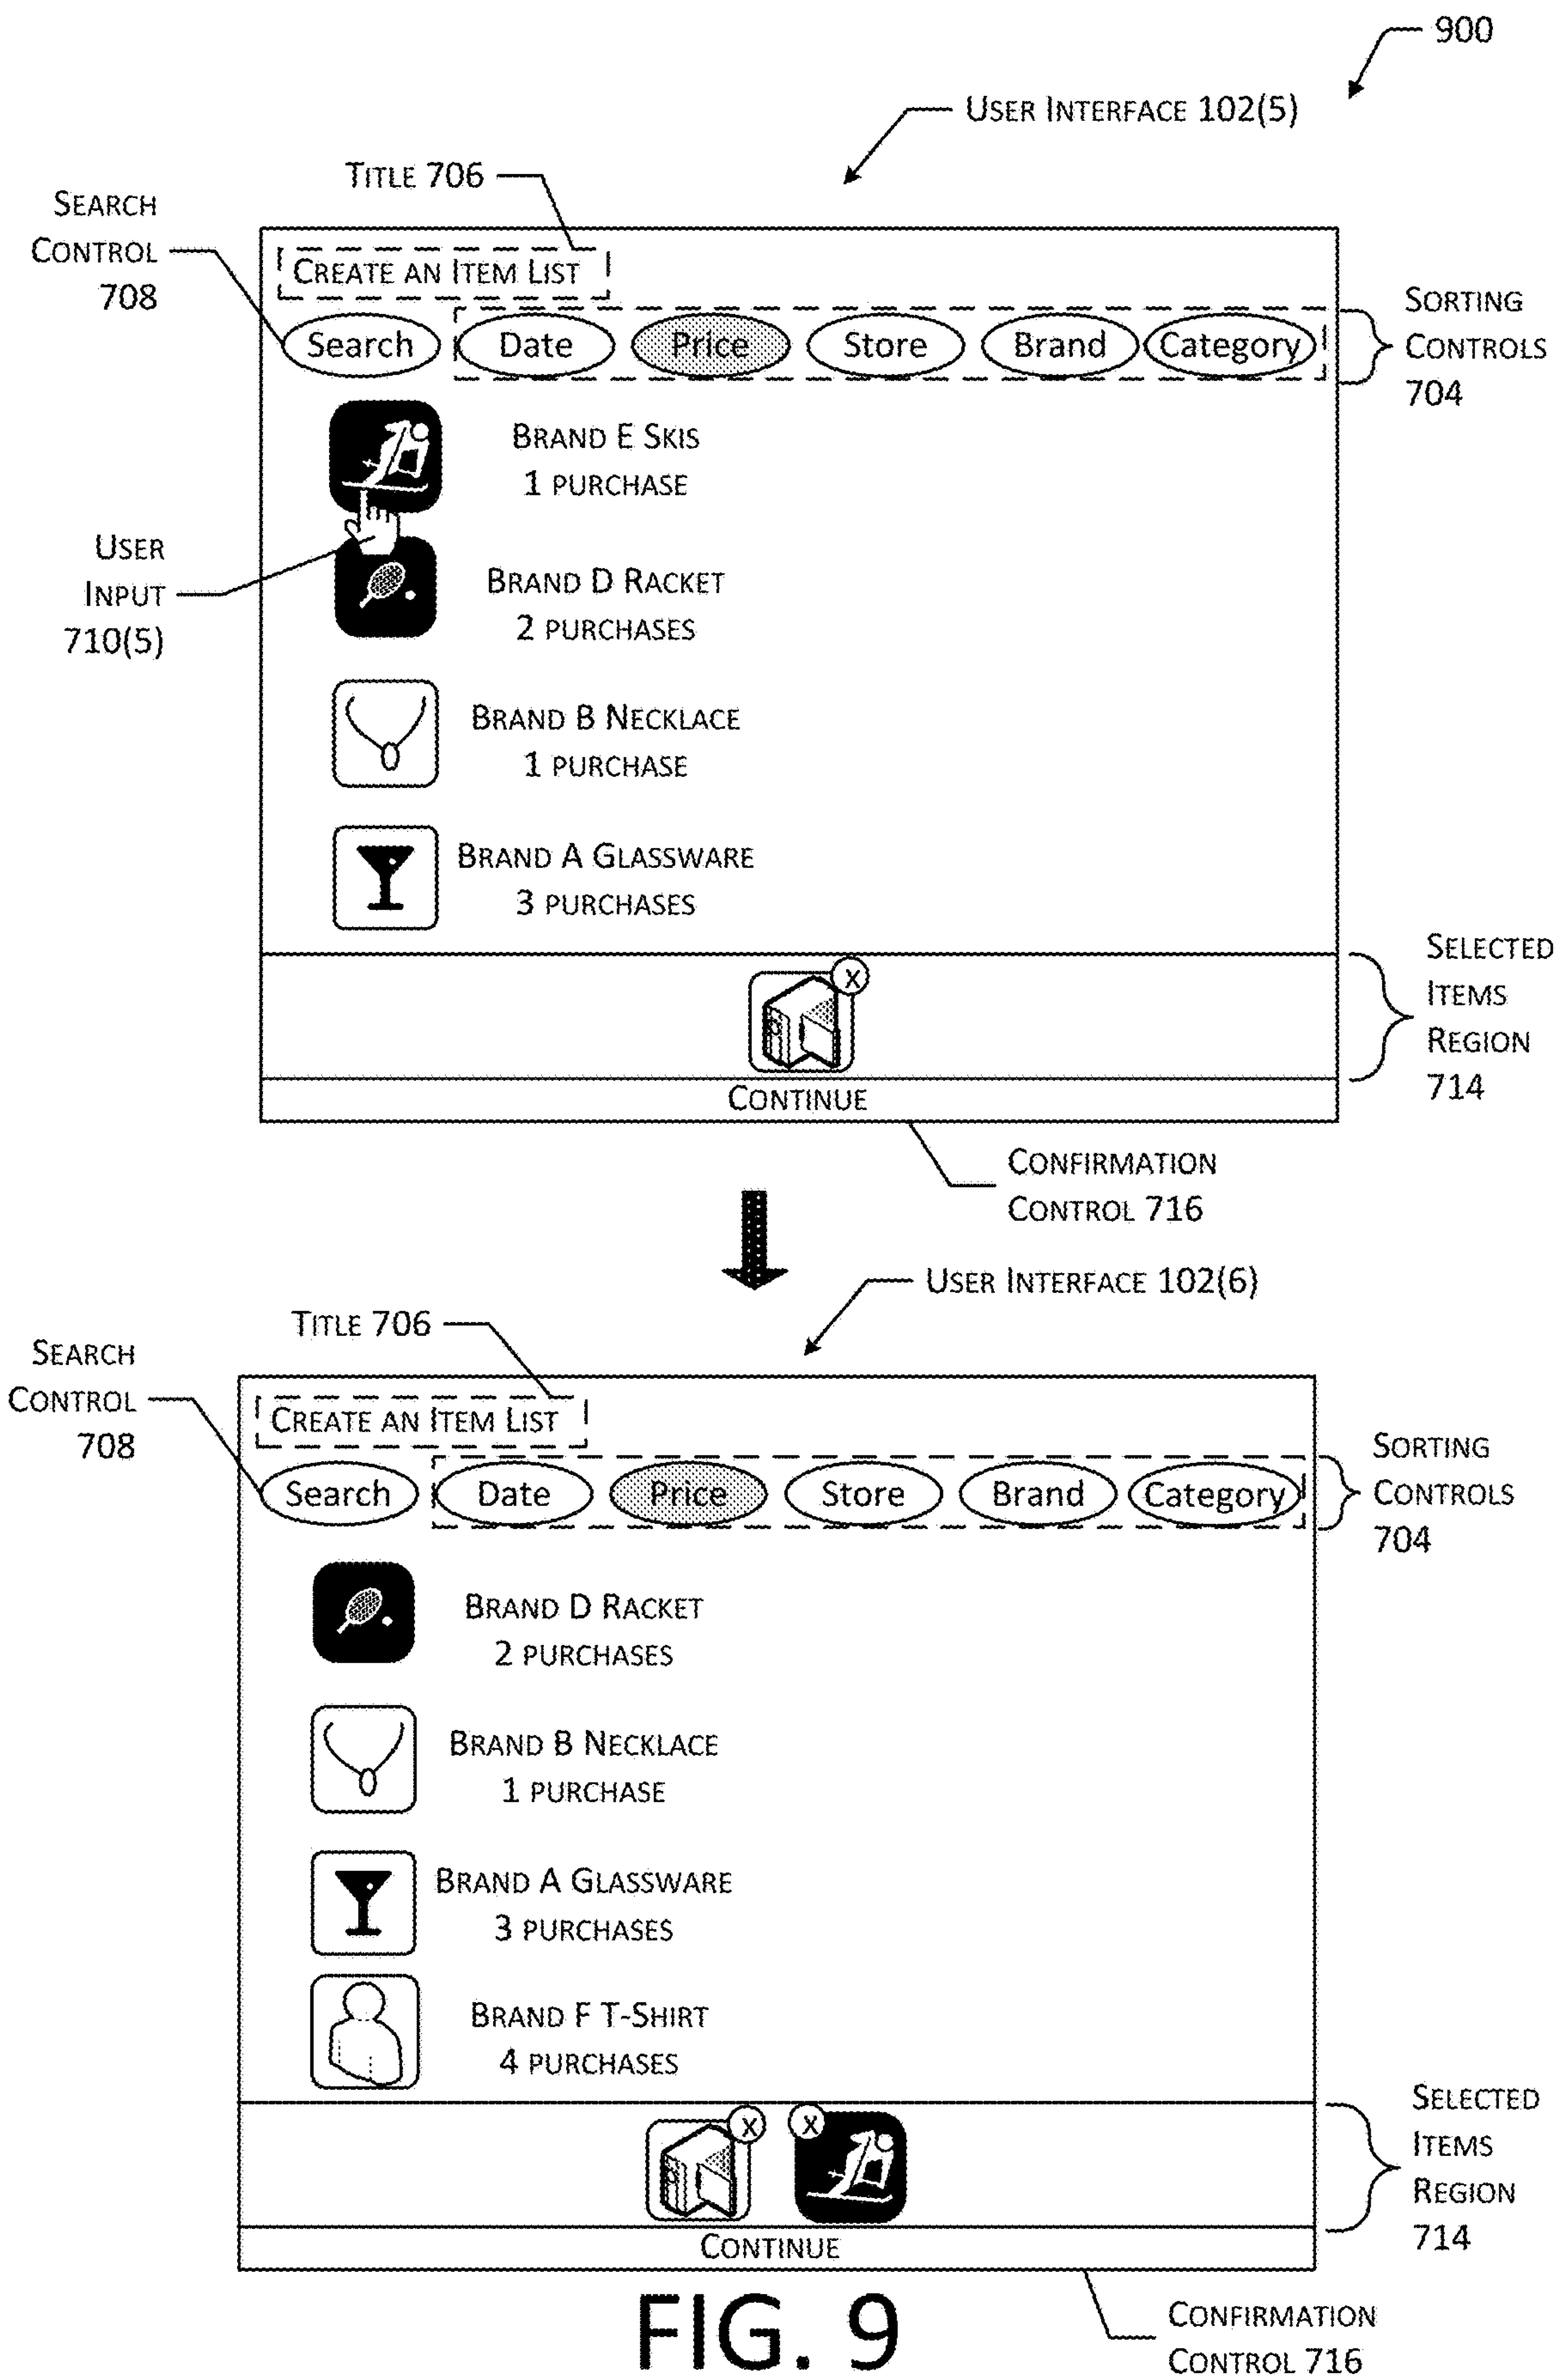 900
USER INTERFACE 102(5)
TITLE 706
SEARCH
CONTROL
708
CREATE AN ITEM LIST
Search
Date
Price
Store
Brand
Category
SORTING
CONTROLS
704
BRAND E SKIS
1 PURCHASE
USER
INPUT
710(5)
BRAND D RACKET
2 PURCHASES
BRAND B NECKLACE
1 PURCHASE
BRAND A GLASSWARE
3 PURCHASES
X
SELECTED
ITEMS
REGION
714
CONTINUE
CONFIRMATION
CONTROL 716
USER INTERFACE 102(6)
TITLE 706
SEARCH
CONTROL
708
CREATE AN ITEM LIST
Search
Date
Price
Store
Brand
Category
SORTING
CONTROLS
704
BRAND D RACKET
2 PURCHASES
BRAND B NECKLACE
1 PURCHASE
BRAND A GLASSWARE
3 PURCHASES
BRAND F T-SHIRT
4 PURCHASES
X
X
SELECTED
ITEMS
REGION
714
CONTINUE
CONFIRMATION
CONTROL 716
FIG. 9